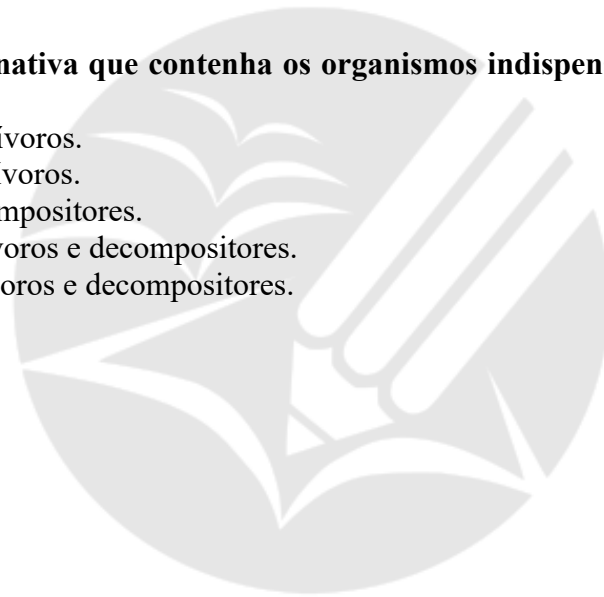 nativa que contenha os organismos indispen
ívoros.
ívoros.
mpositores.
voros e decompositores.
oros e decompositores.